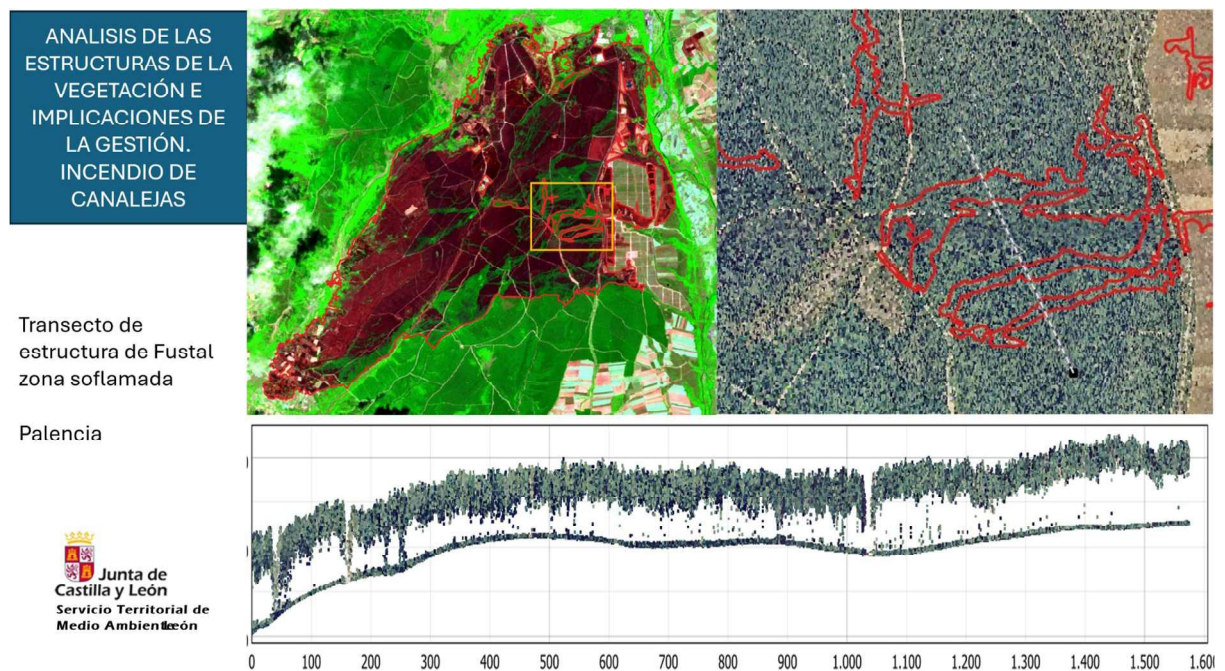 ANALISIS DE LAS
ESTRUCTURAS DE LA
VEGETACIÓN E
IMPLICACIONES DE
LA GESTIÓN.
INCENDIO DE
CANALEJAS
Transecto de
estructura de Fustal
zona soflamada
Palencia
Junta de
Castilla y León
Servicio Territorial de
Medio Ambiente León
0 100 200 300 400 500 600 700 800 900 1.000 1.100 1.200 1.300 1.400 1.500 1.600